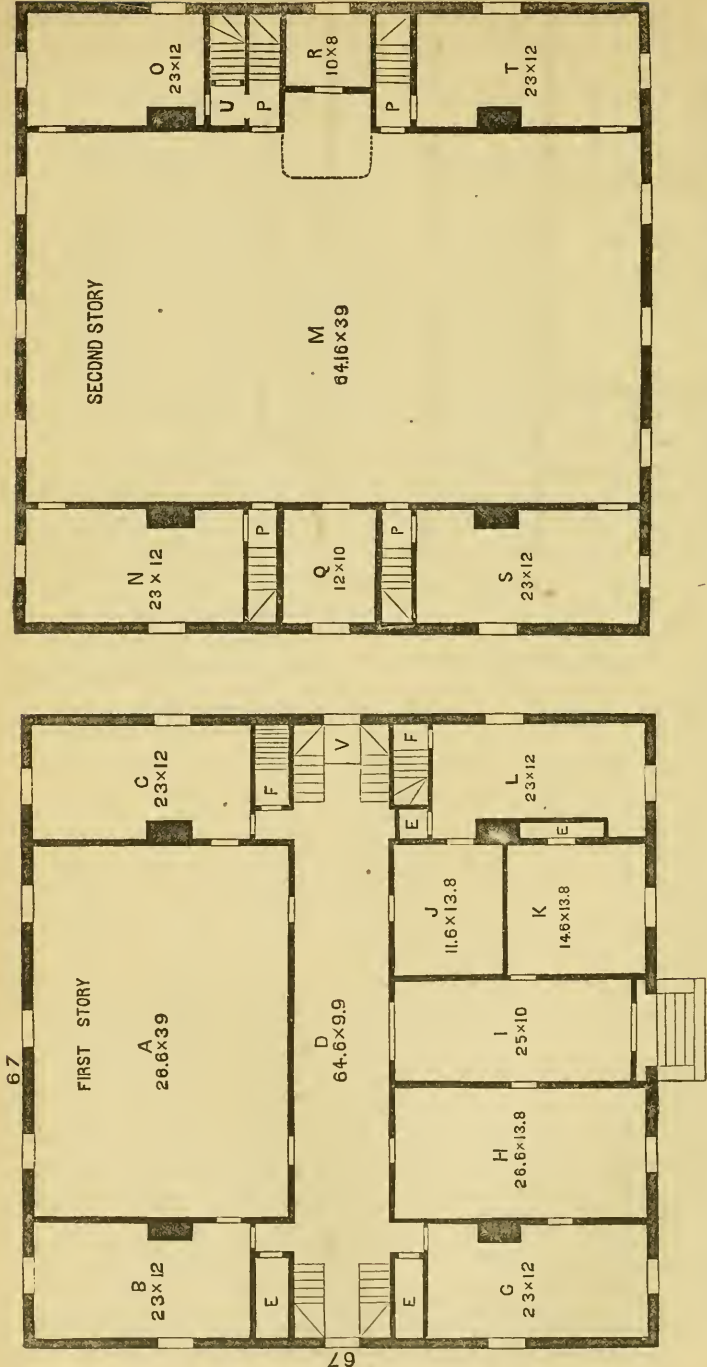 67
67
FIRST STORY
A
26.6×39
B
23×12
C
23×12
D
64.6×9.9
E
E
E
E
F
F
G
23×12
H
26.6×13.8
I
25×10
J
11.6×13.8
K
14.6×13.8
L
23×12
V
SECOND STORY
M
64.16×39
N
23×12
O
23×12
P
P
P
P
Q
12×10
R
10×8
S
23×12
T
23×12
U